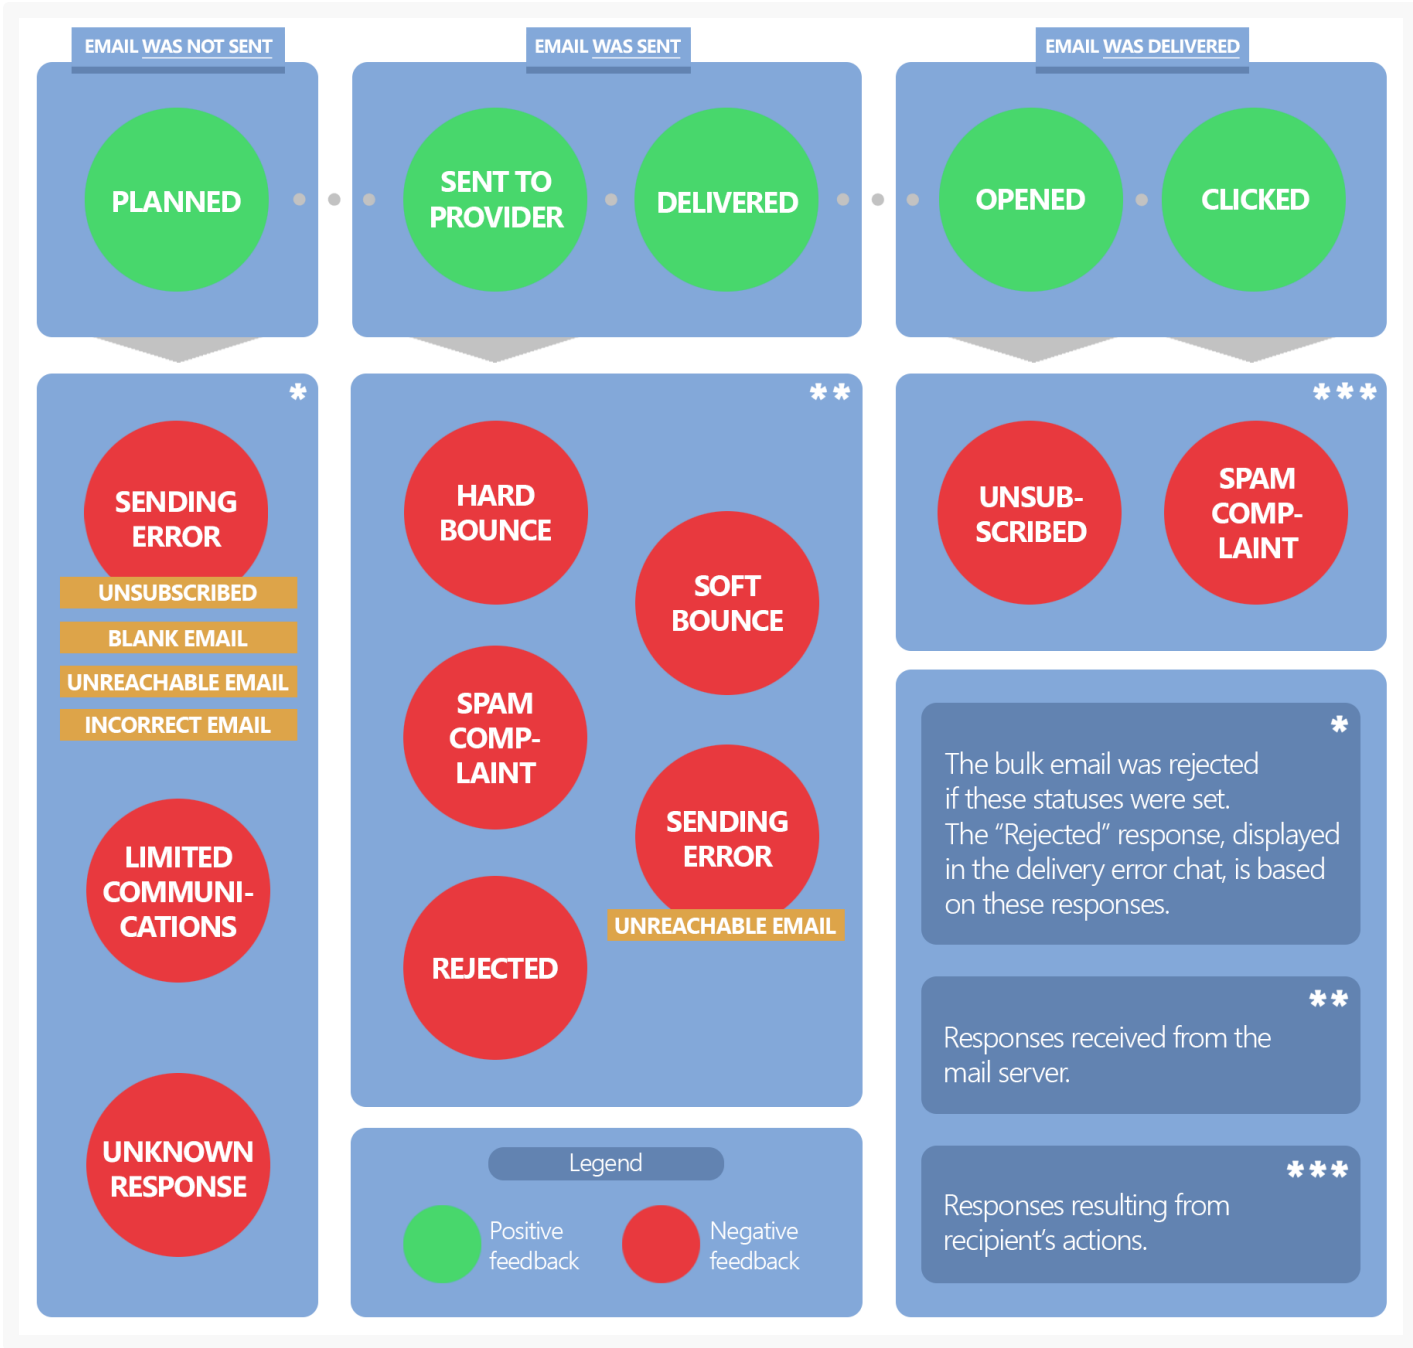 EMAIL WAS NOT SENT
EMAIL WAS SENT
EMAIL WAS DELIVERED
PLANNED
SENT TO
PROVIDER
DELIVERED
OPENED
CLICKED
*
SENDING
ERROR
UNSUBSCRIBED
BLANK EMAIL
UNREACHABLE EMAIL
INCORRECT EMAIL
LIMITED
COMMUNI-
CATIONS
UNKNOWN
RESPONSE
**
HARD
BOUNCE
SOFT
BOUNCE
SPAM
COMP-
LAINT
SENDING
ERROR
UNREACHABLE EMAIL
REJECTED
***
UNSUB-
SCRIBED
SPAM
COMP-
LAINT
*
The bulk email was rejected
if these statuses were set.
The “Rejected” response, displayed
in the delivery error chat, is based
on these responses.
**
Responses received from the
mail server.
***
Responses resulting from
recipient’s actions.
Legend
Positive
feedback
Negative
feedback